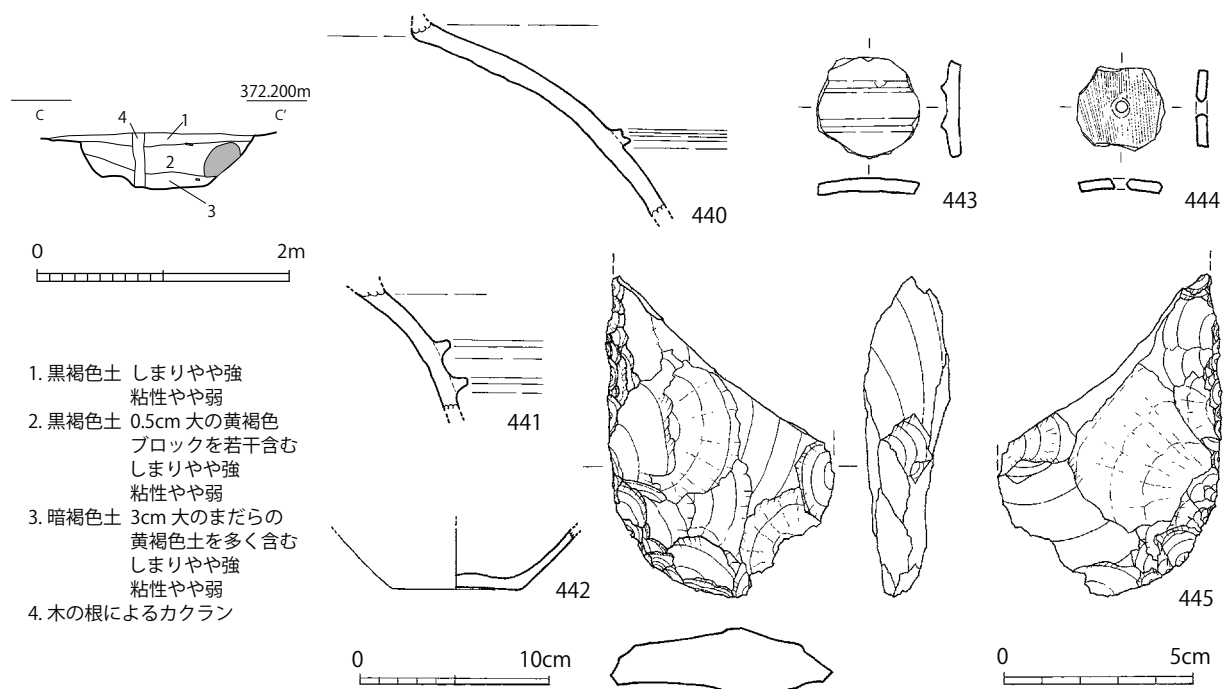 372.200m
C
C'
4
1
2
3
0
2m
1. 黒褐色土 しまりやや強
粘性やや弱
2. 黒褐色土 0.5cm 大の黄褐色
ブロックを若干含む
しまりやや強
粘性やや弱
3. 暗褐色土 3cm 大のまだらの
黄褐色土を多く含む
しまりやや強
粘性やや弱
4. 木の根によるカクラン
440
443
444
441
442
445
0
10cm
0
5cm